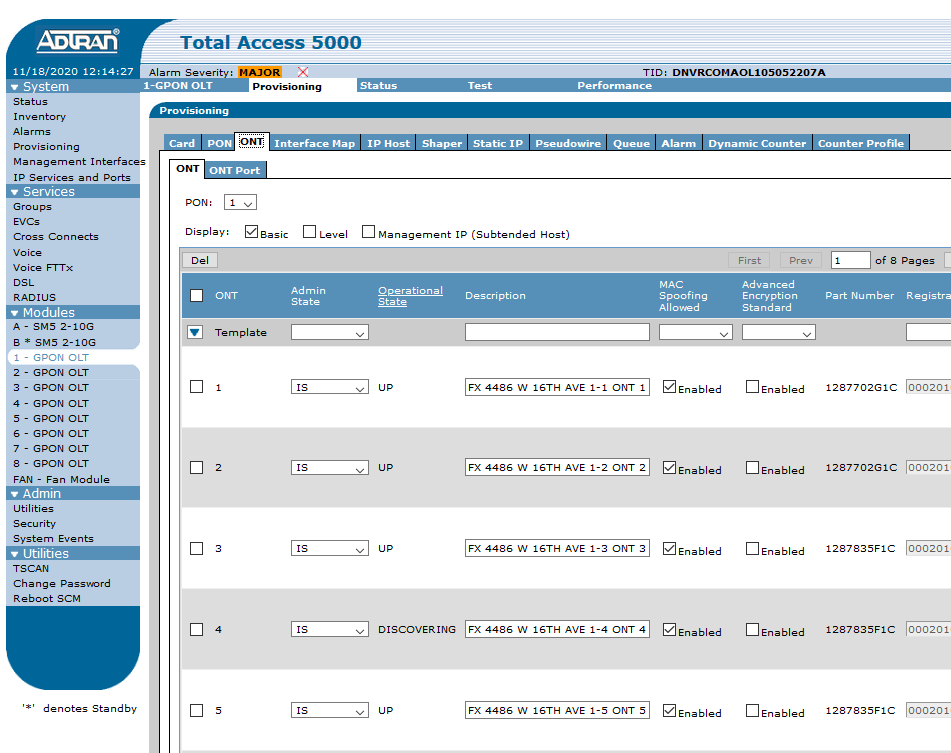 ADTRAN®
Total Access 5000
11/18/2020 12:14:27
Alarm Severity: MAJOR
TID: DNVRCOMAOL105052207A
1-GPON OLT Provisioning Status Test Performance
System
Status
Inventory
Alarms
Provisioning
Management Interfaces
IP Services and Ports
Services
Groups
EVCs
Cross Connects
Voice
Voice FTTx
DSL
RADIUS
Modules
A - SM5 2-10G
B * SM5 2-10G
1 - GPON OLT
2 - GPON OLT
3 - GPON OLT
4 - GPON OLT
5 - GPON OLT
6 - GPON OLT
7 - GPON OLT
8 - GPON OLT
FAN - Fan Module
Admin
Utilities
Security
System Events
Utilities
TSCAN
Change Password
Reboot SCM
'*' denotes Standby
Provisioning
Card PON ONT Interface Map IP Host Shaper Static IP Pseudowire Queue Alarm Dynamic Counter Counter Profile
ONT ONT Port
PON: 1
Display: Basic Level Management IP (Subtended Host)
Del First Prev 1 of 8 Pages
ONT
Admin State
Operational State
Description
MAC Spoofing Allowed
Advanced Encryption Standard
Part Number
Registra
Template
1 IS UP FX 4486 W 16TH AVE 1-1 ONT 1 Enabled Enabled 1287702G1C 000201
2 IS UP FX 4486 W 16TH AVE 1-2 ONT 2 Enabled Enabled 1287702G1C 000201
3 IS UP FX 4486 W 16TH AVE 1-3 ONT 3 Enabled Enabled 1287835F1C 000201
4 IS DISCOVERING FX 4486 W 16TH AVE 1-4 ONT 4 Enabled Enabled 1287835F1C 000201
5 IS UP FX 4486 W 16TH AVE 1-5 ONT 5 Enabled Enabled 1287835F1C 000201